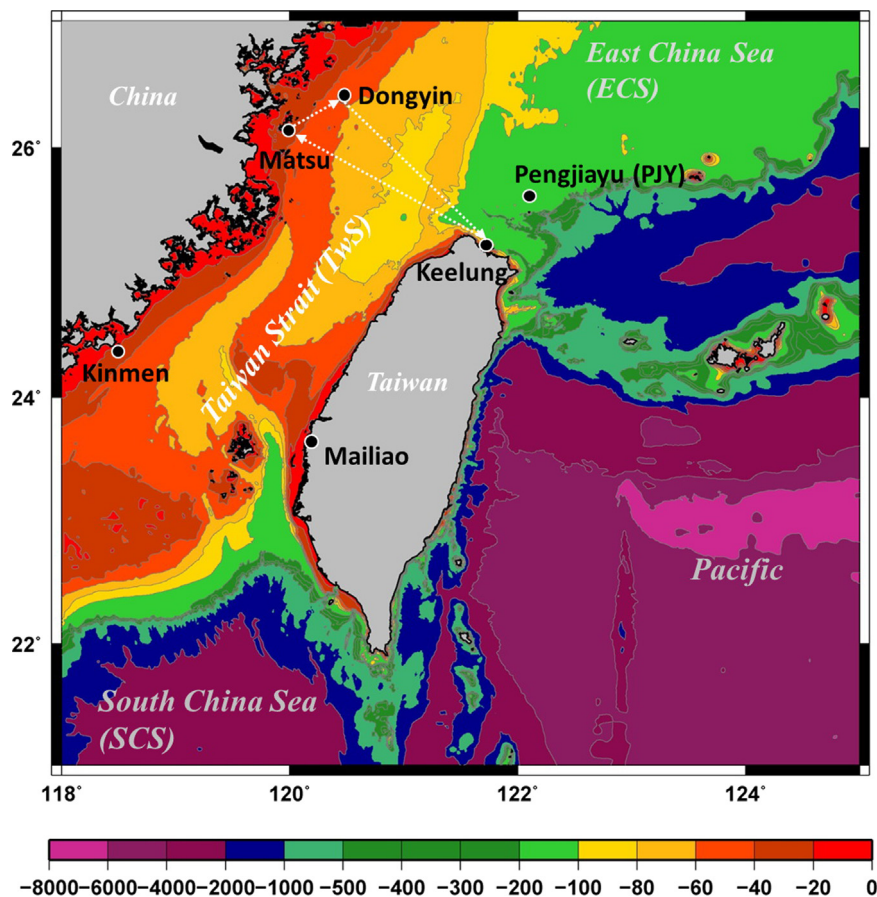 East China Sea
(ECS)
China
Dongyin
26°
Matsu
Pengjiayu (PJY)
Keelung
Taiwan Strait (TwS)
Kinmen
Taiwan
24°
Mailiao
Pacific
22°
South China Sea
(SCS)
118° 120° 122° 124°
−8000 −6000 −4000 −2000 −1000 −500 −400 −300 −200 −100 −80 −60 −40 −20 0